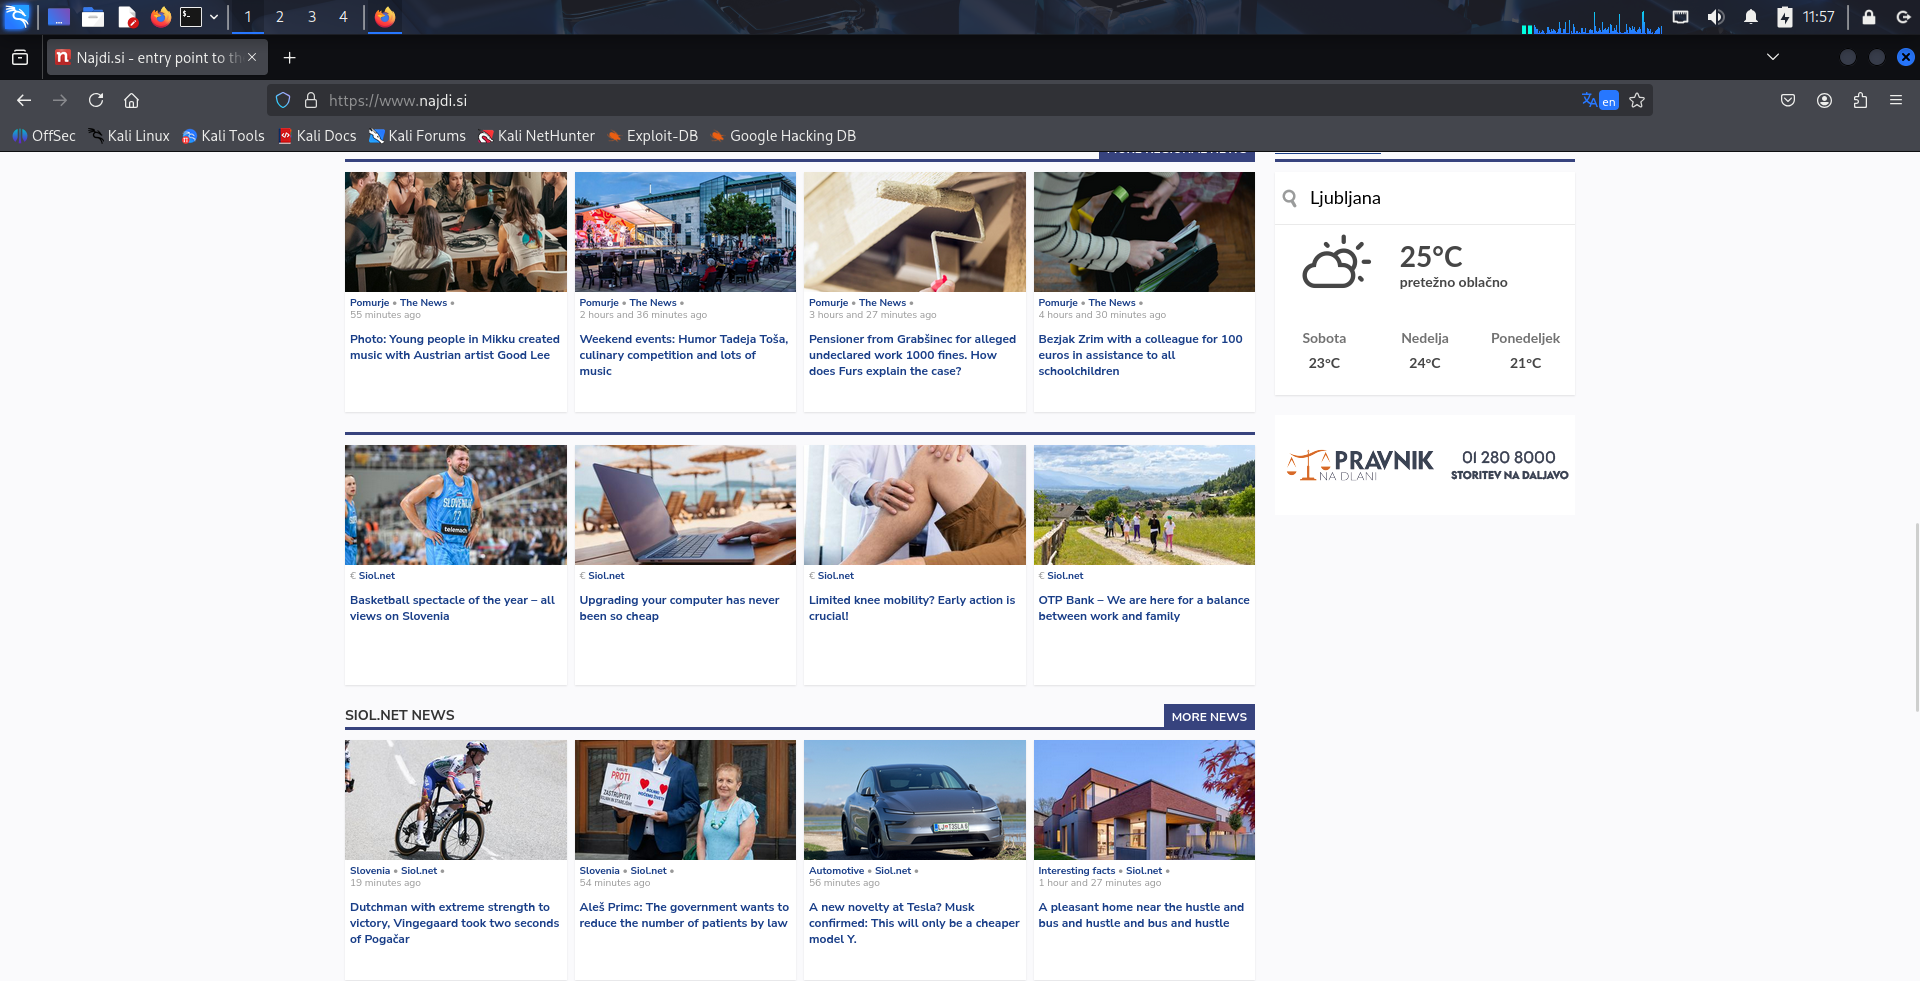 1 2 3 4
11:57
Najdi.si - entry point to th
https://www.najdi.si
en
OffSec Kali Linux Kali Tools Kali Docs Kali Forums Kali NetHunter Exploit-DB Google Hacking DB
MORE REGIONAL NEWS
Pomurje • The News •
55 minutes ago
Photo: Young people in Mikku created
music with Austrian artist Good Lee
Pomurje • The News •
2 hours and 36 minutes ago
Weekend events: Humor Tadeja Toša,
culinary competition and lots of
music
Pomurje • The News •
3 hours and 27 minutes ago
Pensioner from Grabšinec for alleged
undeclared work 1000 fines. How
does Furs explain the case?
Pomurje • The News •
4 hours and 30 minutes ago
Bezjak Zrim with a colleague for 100
euros in assistance to all
schoolchildren
Ljubljana
25°C
pretežno oblačno
Sobota Nedelja Ponedeljek
23°C 24°C 21°C
PRAVNIK
NA DLANI
01 280 8000
STORITEV NA DALJAVO
SLOVENIJA
telemach
€ Siol.net
Basketball spectacle of the year – all
views on Slovenia
€ Siol.net
Upgrading your computer has never
been so cheap
€ Siol.net
Limited knee mobility? Early action is
crucial!
€ Siol.net
OTP Bank – We are here for a balance
between work and family
SIOL.NET NEWS
MORE NEWS
PROTI
ZASTRUPITVI
Slovenia • Siol.net •
19 minutes ago
Dutchman with extreme strength to
victory, Vingegaard took two seconds
of Pogačar
Slovenia • Siol.net •
54 minutes ago
Aleš Primc: The government wants to
reduce the number of patients by law
Automotive • Siol.net •
56 minutes ago
A new novelty at Tesla? Musk
confirmed: This will only be a cheaper
model Y.
Interesting facts • Siol.net •
1 hour and 27 minutes ago
A pleasant home near the hustle and
bus and hustle and bus and hustle